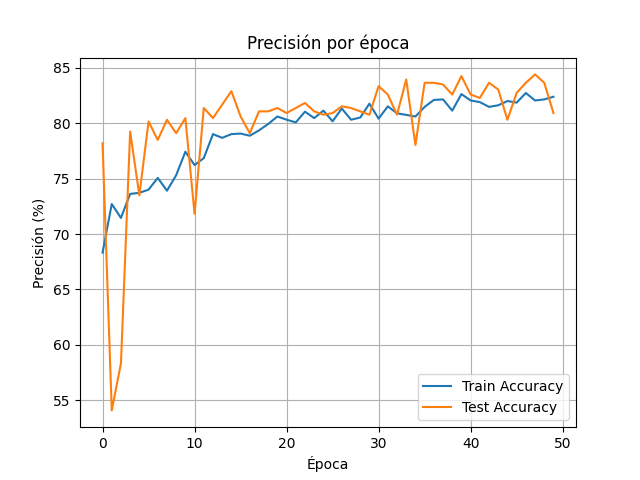 Precisión por época
85
80
75
70
65
60
55
Precisión (%)
0 10 20 30 40 50
Época
Train Accuracy
Test Accuracy